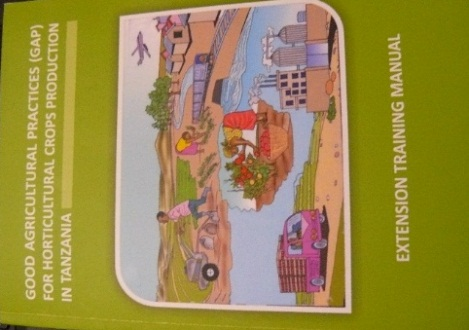 GOOD AGRICULTURAL PRACTICES (GAP)
FOR HORTICULTURAL CROPS PRODUCTION
IN TANZANIA
EXTENSION TRAINING MANUAL